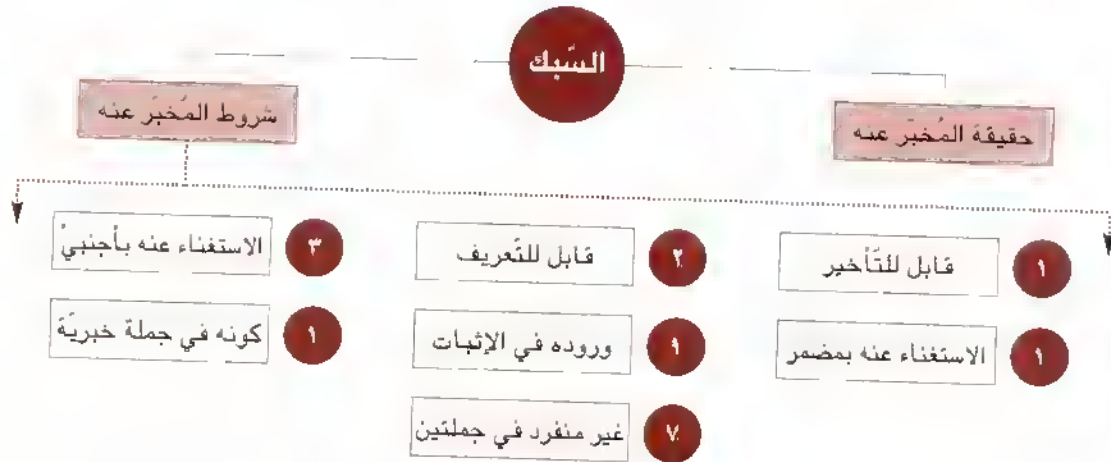 السَّبك
حقيقة المُخبَر عنه
شروط المُخبَر عنه
١ قابل للتَّأخير
٢ قابل للتَّعريف
٣ الاستغناء عنه بأجنبيّ
١ الاستغناء عنه بمضمر
٩ وروده في الإثبات
١ كونه في جملة خبريّة
٧ غير منفرد في جملتين